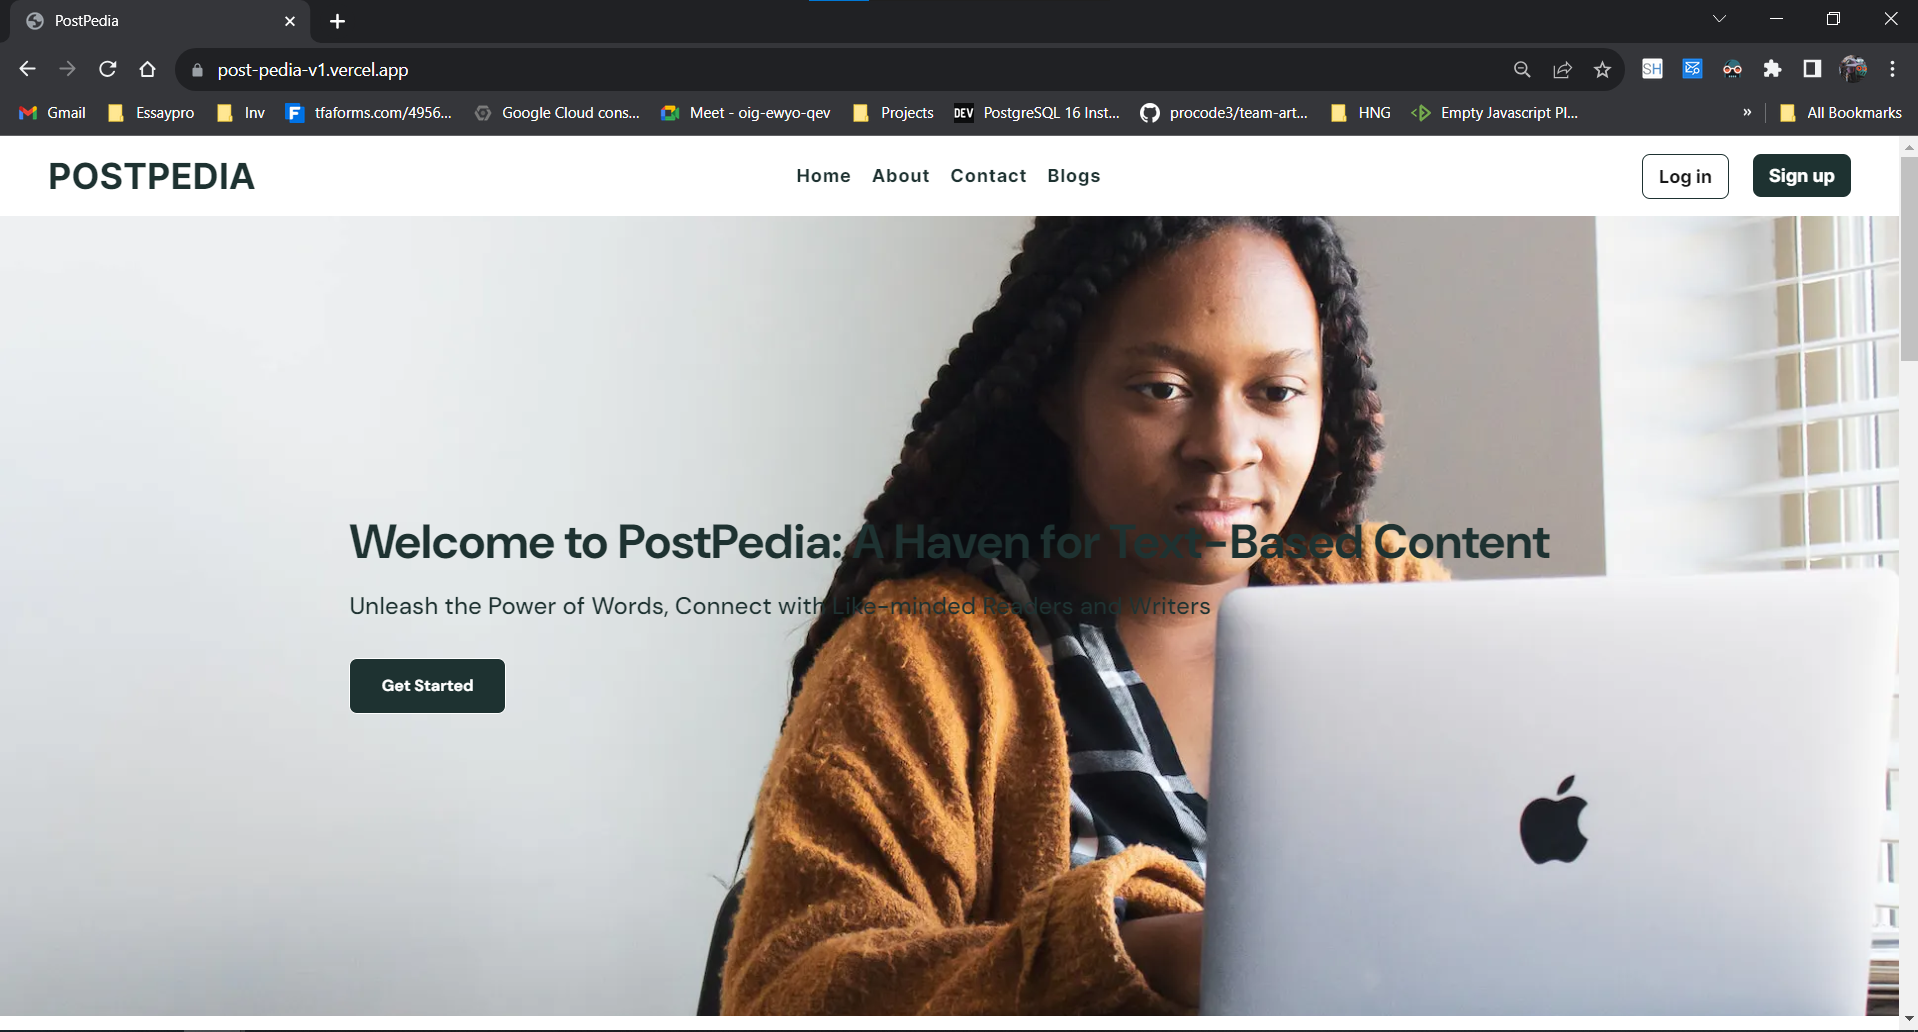 PostPedia
post-pedia-v1.vercel.app
SH
Gmail Essaypro Inv tfaforms.com/4956... Google Cloud cons... Meet - oig-ewyo-qev Projects DEV PostgreSQL 16 Inst... procode3/team-art... HNG Empty Javascript Pl... » All Bookmarks
POSTPEDIA Home About Contact Blogs Log in Sign up
Welcome to PostPedia: A Haven for Text-Based Content
Unleash the Power of Words, Connect with Like-minded Readers and Writers
Get Started